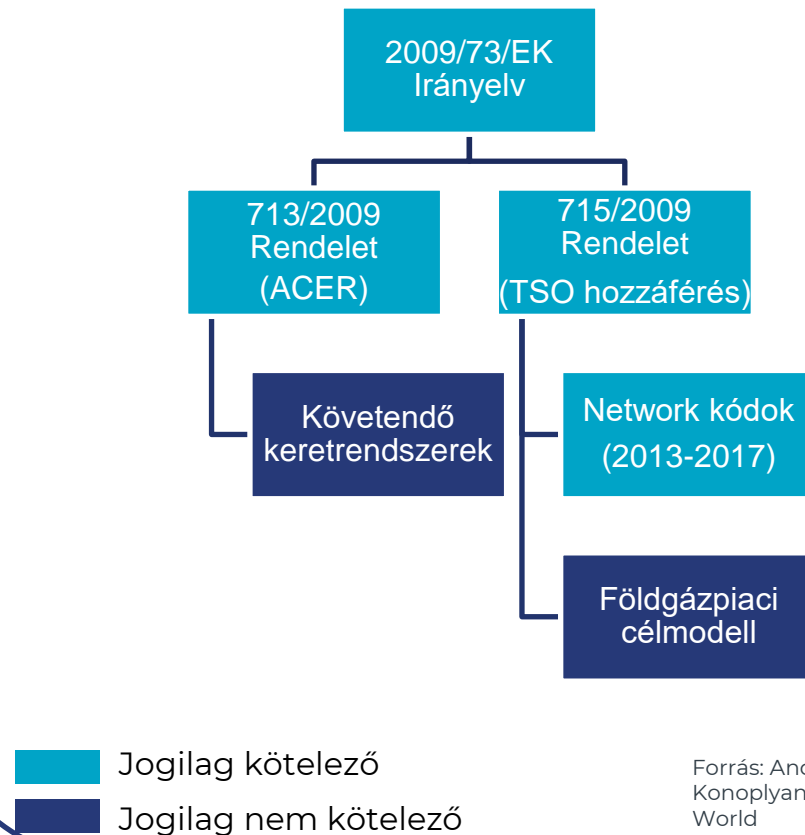 2009/73/EK
Irányelv
713/2009
Rendelet
(ACER)
715/2009
Rendelet
(TSO hozzáférés)
Követendő
keretrendszerek
Network kódok
(2013-2017)
Földgázpiaci
célmodell
Jogilag kötelező
Jogilag nem kötelező
Forrás:
World